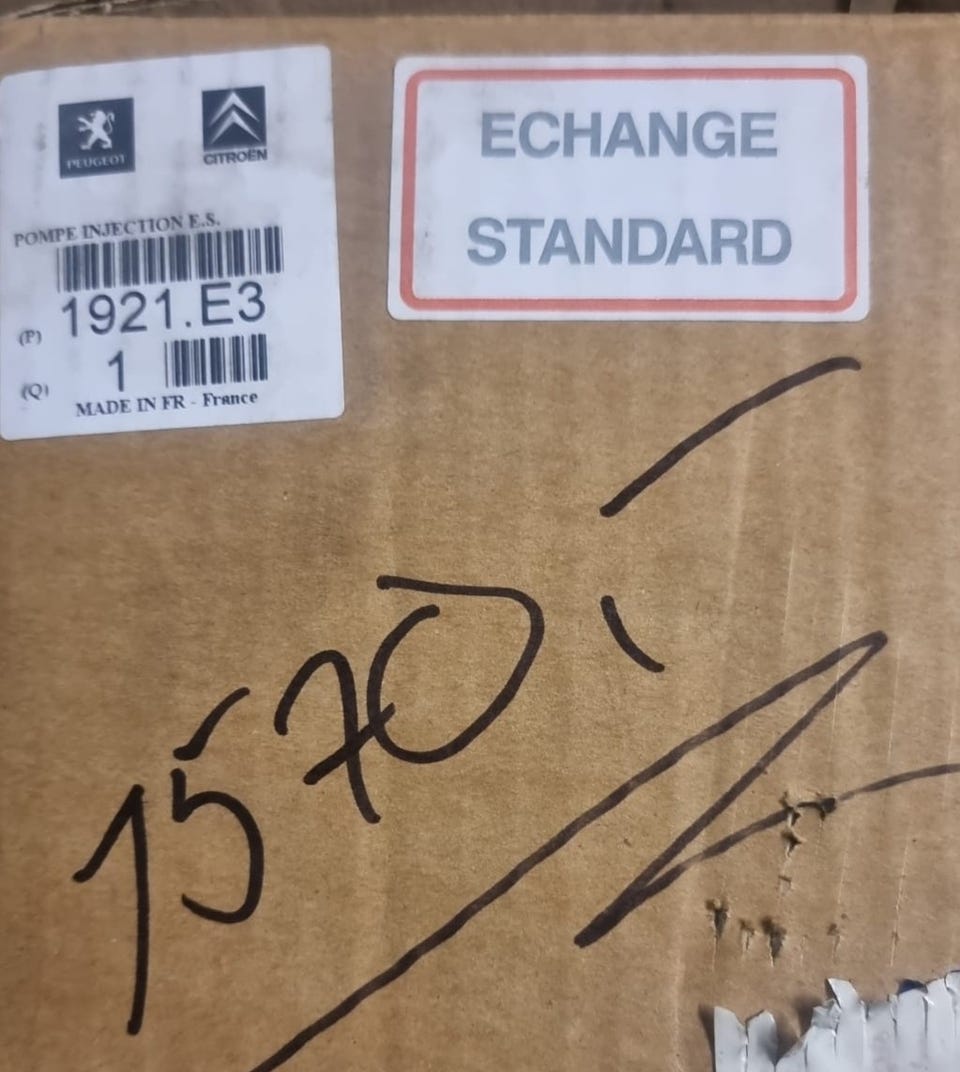 PEUGEOT
CITROËN
POMPE INJECTION E.S.
(P) 1921.E3
(Q) 1
MADE IN FR - France
ECHANGE
STANDARD
1570,-